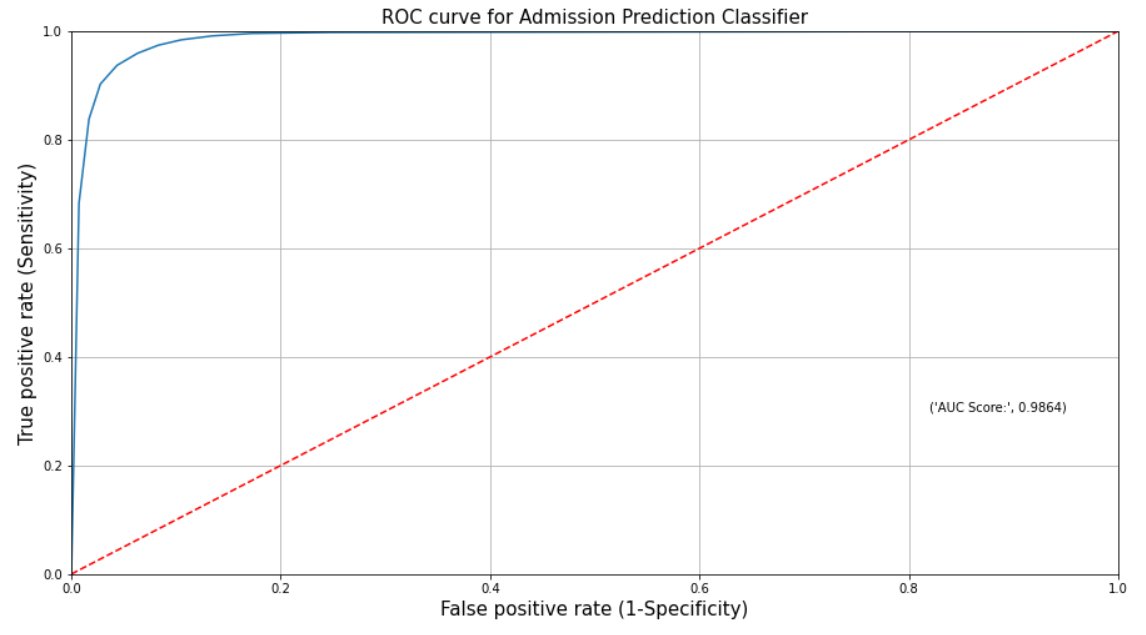 ROC curve for Admission Prediction Classifier
1.0
0.8
0.6
0.4
0.2
0.0
True positive rate (Sensitivity)
('AUC Score:', 0.9864)
0.0 0.2 0.4 0.6 0.8 1.0
False positive rate (1-Specificity)